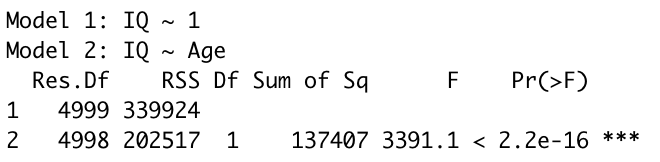 Model 1: IQ ~ 1
Model 2: IQ ~ Age
  Res.Df    RSS Df Sum of Sq      F    Pr(>F)
1   4999 339924
2   4998 202517  1    137407 3391.1 < 2.2e-16 ***